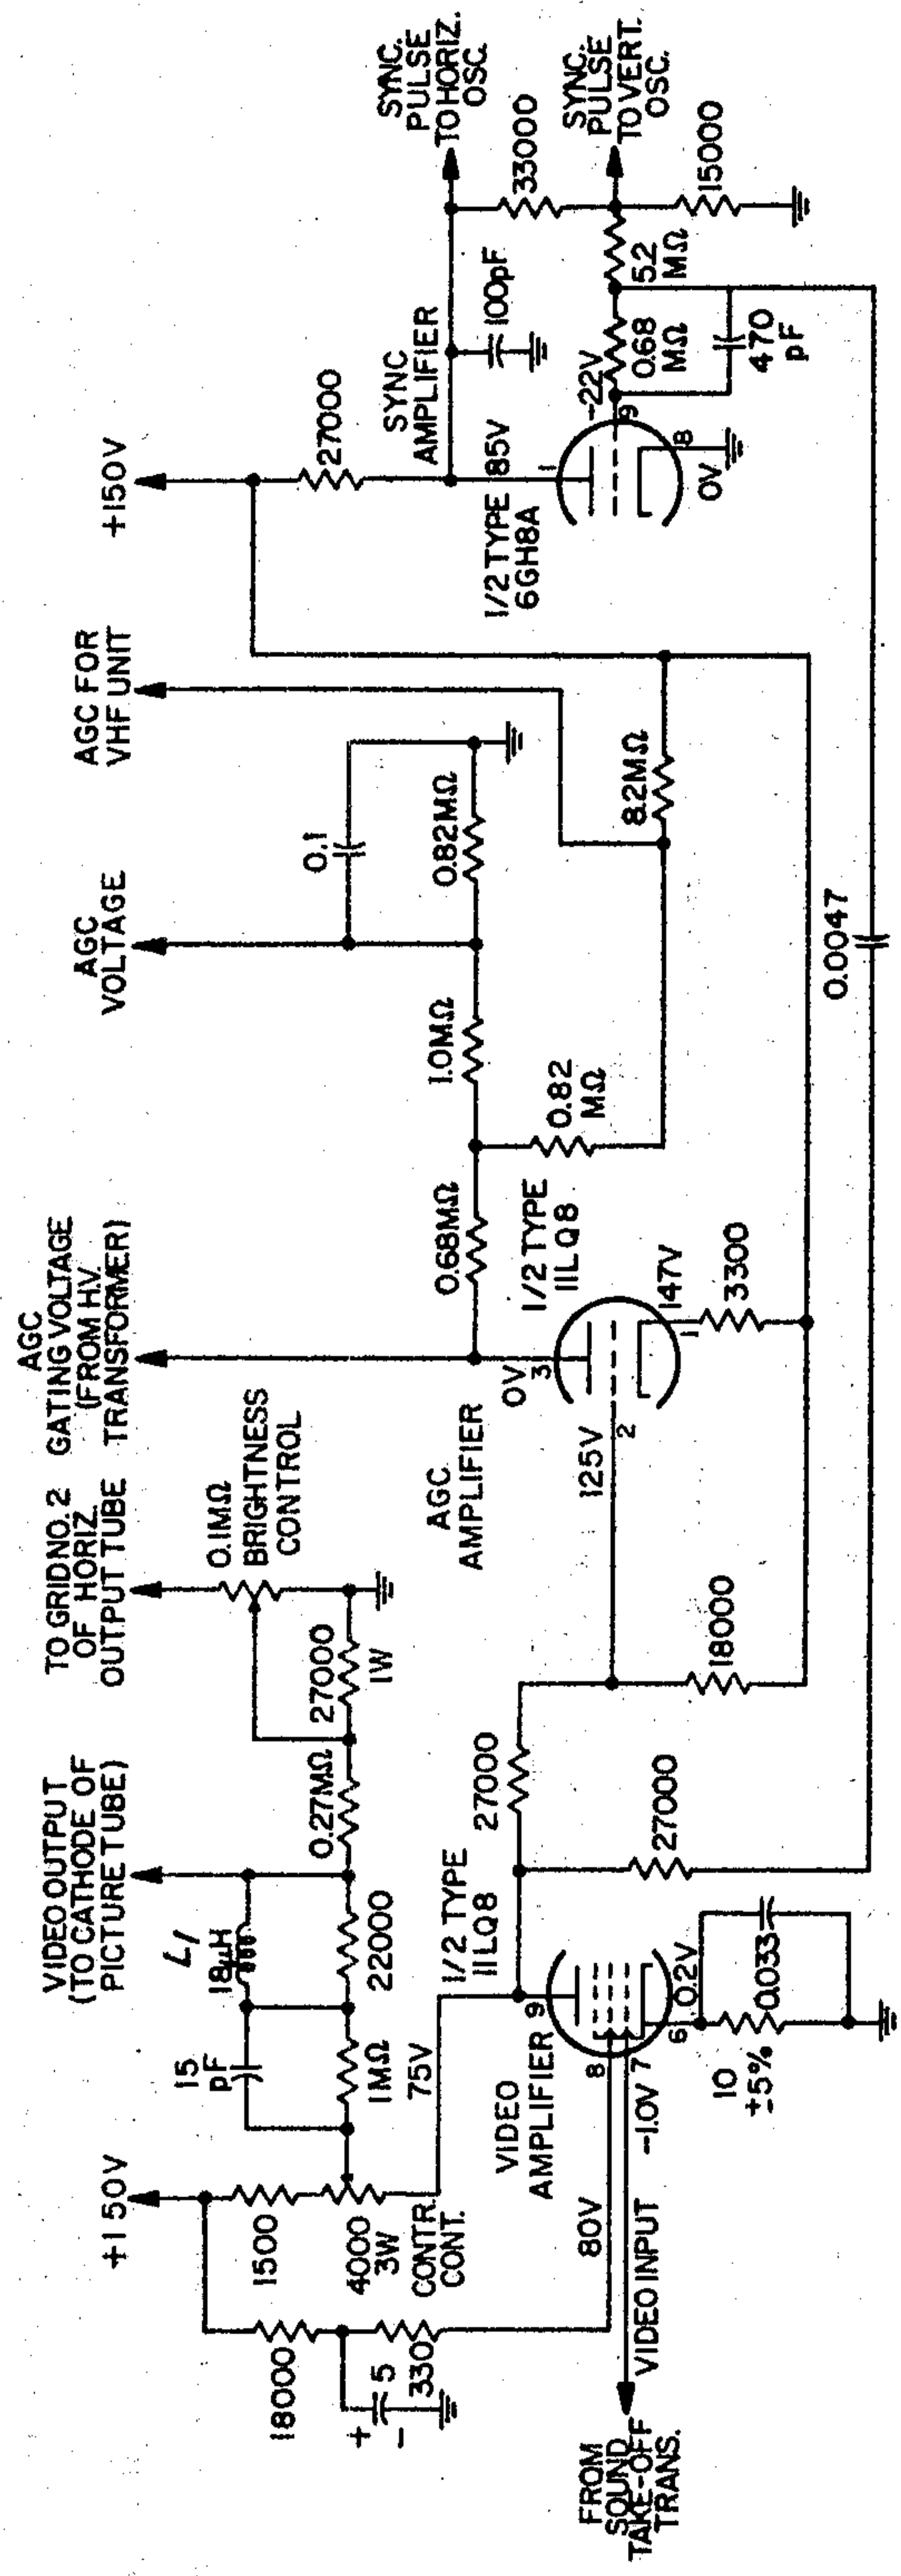 +150V
18000
+
5
-
330
1500
4000
3W
CONTR.
CONT.
15
pF
1MΩ
75V
L1
18μH
22000
VIDEO OUTPUT
(TO CATHODE OF
PICTURE TUBE)
0.27MΩ
27000
1W
TO GRID NO. 2
OF HORIZ.
OUTPUT TUBE
0.1MΩ
BRIGHTNESS
CONTROL
AGC
GATING VOLTAGE
(FROM H.V.
TRANSFORMER)
AGC
VOLTAGE
AGC FOR
VHF UNIT
+150V
0.1
0.68MΩ
1.0MΩ
0.82MΩ
0.82
MΩ
8.2MΩ
27000
SYNC
AMPLIFIER
100pF
SYNC.
PULSE
TO HORIZ.
OSC.
33000
SYNC.
PULSE
TO VERT.
OSC.
15000
5.2
MΩ
0.68
MΩ
470
pF
85V
1
1/2 TYPE
6GH8A
-22V
9
8
0V
FROM
SOUND
TAKE-OFF
TRANS.
VIDEO INPUT
80V
-1.0V
VIDEO
AMPLIFIER
9
8
7
6
0.2V
1/2 TYPE
11LQ8
10
±5%
0.033
27000
27000
18000
AGC
AMPLIFIER
0V
3
125V
2
1
147V
1/2 TYPE
11LQ8
3300
0.0047